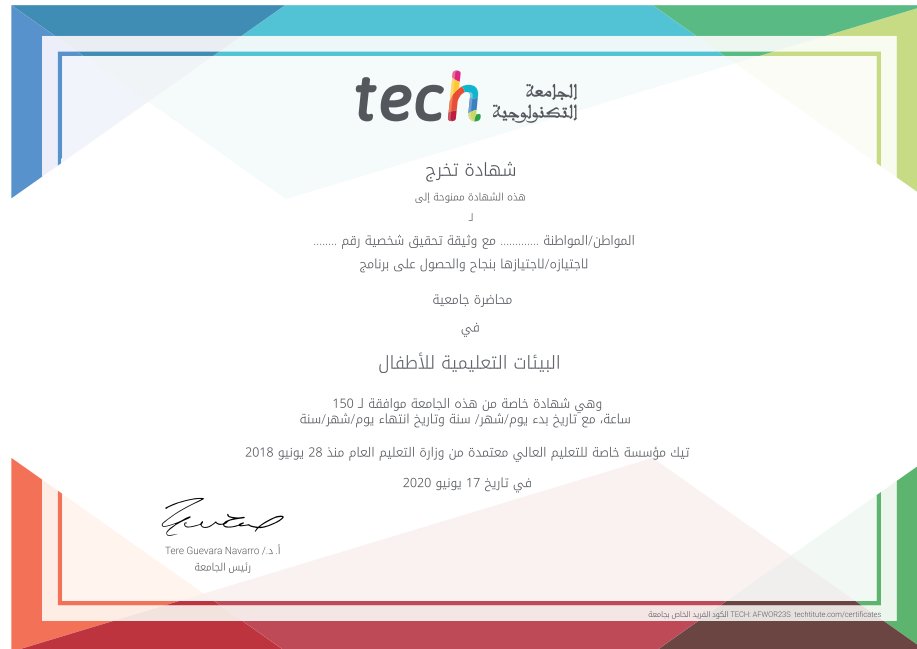 tech الجامعة
التكنولوجية
شهادة تخرج
هذه الشهادة ممنوحة إلى
لـ
المواطن/المواطنة ............ مع وثيقة تحقيق شخصية رقم ........
لاجتيازه/لاجتيازها بنجاح والحصول على برنامج
محاضرة جامعية
في
البيئات التعليمية للأطفال
وهي شهادة خاصة من هذه الجامعة موافقة لـ 150
ساعة، مع تاريخ بدء يوم/شهر/ سنة وتاريخ انتهاء يوم/شهر/سنة
تيك مؤسسة خاصة للتعليم العالي معتمدة من وزارة التعليم العام منذ 28 يونيو 2018
في تاريخ 17 يونيو 2020
أ.د./ Tere Guevara Navarro
رئيس الجامعة
الكود الفريد الخاص بجامعة TECH: AFWOR23S techtitute.com/certificates